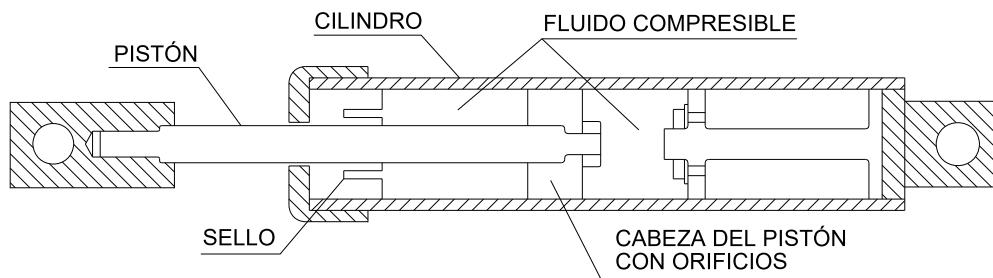 CILINDRO
FLUIDO COMPRESIBLE
PISTÓN
SELLO
CABEZA DEL PISTÓN
CON ORIFICIOS